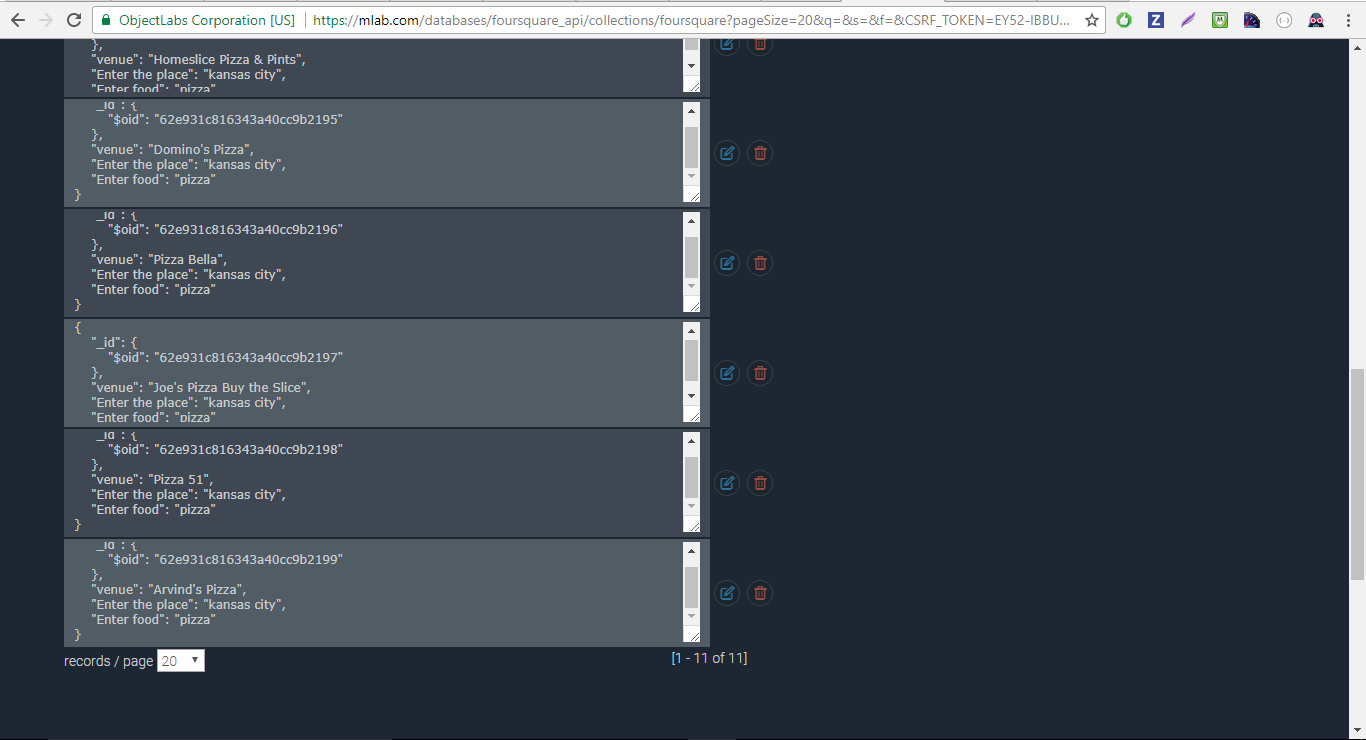 ObjectLabs Corporation [US]
https://mlab.com/databases/foursquare_api/collections/foursquare?pageSize=20&q=&s=&f=&CSRF_TOKEN=EY52-IBBU...
},
"venue": "Homeslice Pizza & Pints",
"Enter the place": "kansas city",
"Enter food": "pizza"
"_id": {
"$oid": "62e931c816343a40cc9b2195"
},
"venue": "Domino's Pizza",
"Enter the place": "kansas city",
"Enter food": "pizza"
}
"_id": {
"$oid": "62e931c816343a40cc9b2196"
},
"venue": "Pizza Bella",
"Enter the place": "kansas city",
"Enter food": "pizza"
}
{
"_id": {
"$oid": "62e931c816343a40cc9b2197"
},
"venue": "Joe's Pizza Buy the Slice",
"Enter the place": "kansas city",
"Enter food": "pizza"
"_id": {
"$oid": "62e931c816343a40cc9b2198"
},
"venue": "Pizza 51",
"Enter the place": "kansas city",
"Enter food": "pizza"
}
"_id": {
"$oid": "62e931c816343a40cc9b2199"
},
"venue": "Arvind's Pizza",
"Enter the place": "kansas city",
"Enter food": "pizza"
}
records / page 20
[1 - 11 of 11]